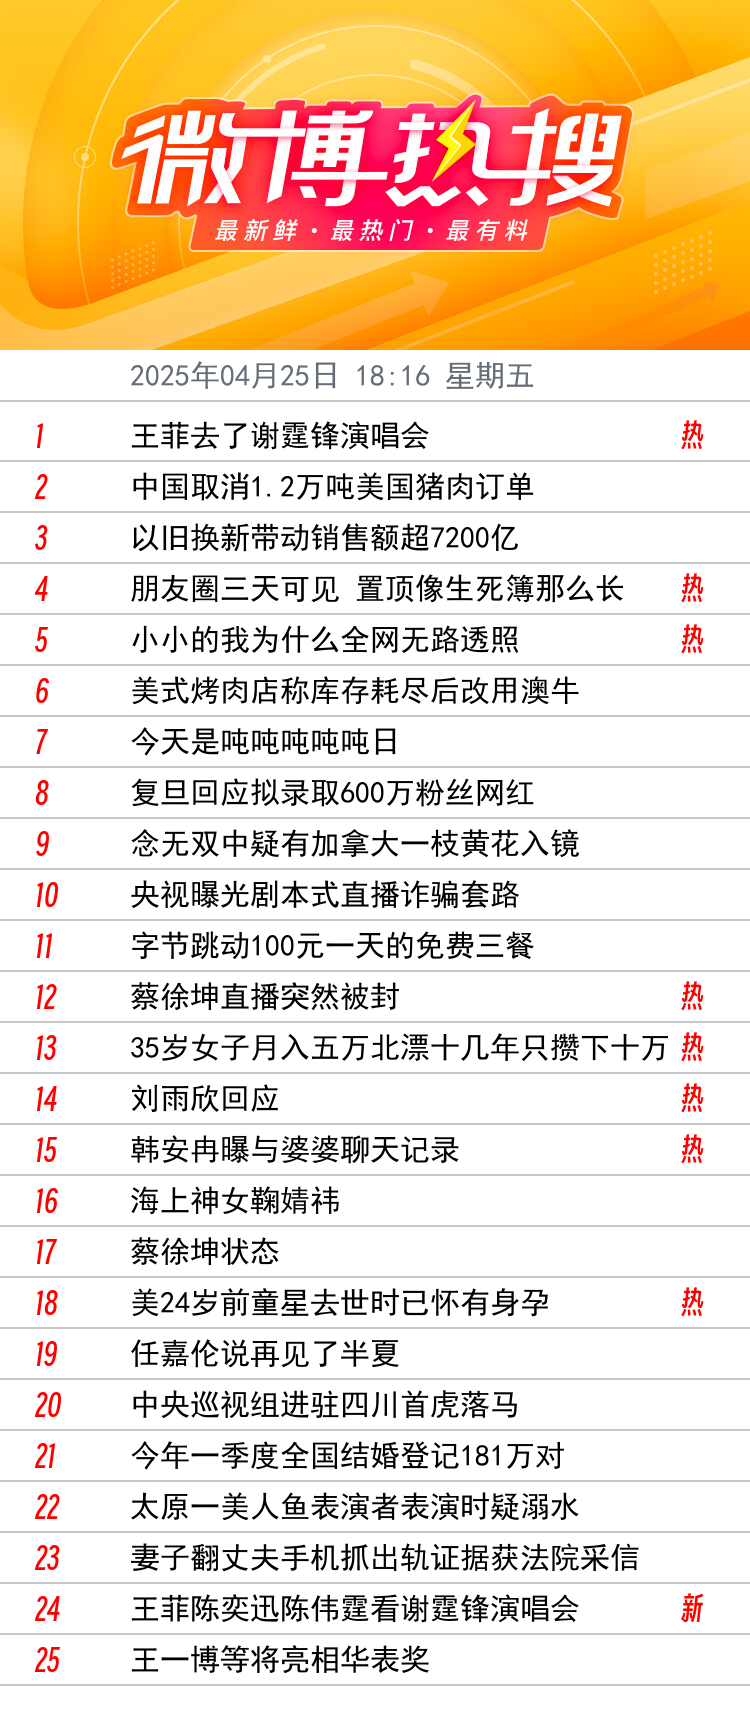 微博热搜
最新鲜·最热门·最有料
2025年04月25日 18:16 星期五
1 王菲去了谢霆锋演唱会 热
2 中国取消1.2万吨美国猪肉订单
3 以旧换新带动销售额超7200亿
4 朋友圈三天可见 置顶像生死簿那么长 热
5 小小的我为什么全网无路透照 热
6 美式烤肉店称库存耗尽后改用澳牛
7 今天是吨吨吨吨吨日
8 复旦回应拟录取600万粉丝网红
9 念无双中疑有加拿大一枝黄花入镜
10 央视曝光剧本式直播诈骗套路
11 字节跳动100元一天的免费三餐
12 蔡徐坤直播突然被封 热
13 35岁女子月入五万北漂十几年只攒下十万 热
14 刘雨欣回应 热
15 韩安冉曝与婆婆聊天记录 热
16 海上神女鞠婧祎
17 蔡徐坤状态
18 美24岁前童星去世时已怀有身孕 热
19 任嘉伦说再见了半夏
20 中央巡视组进驻四川首虎落马
21 今年一季度全国结婚登记181万对
22 太原一美人鱼表演者表演时疑溺水
23 妻子翻丈夫手机抓出轨证据获法院采信
24 王菲陈奕迅陈伟霆看谢霆锋演唱会 新
25 王一博等将亮相华表奖